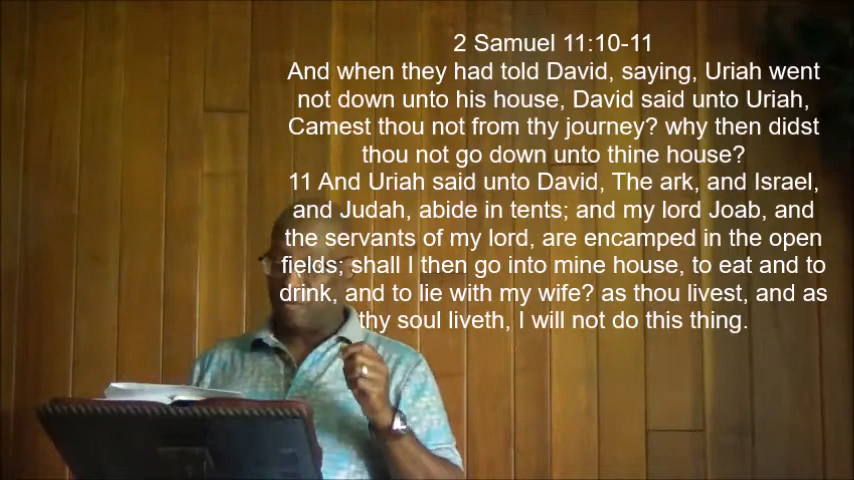 2 Samuel 11:10-11
And when they had told David, saying, Uriah went
not down unto his house, David said unto Uriah,
Camest thou not from thy journey? why then didst
thou not go down unto thine house?
11 And Uriah said unto David, The ark, and Israel,
and Judah, abide in tents; and my lord Joab, and
the servants of my lord, are encamped in the open
fields; shall I then go into mine house, to eat and to
drink, and to lie with my wife? as thou livest, and as
thy soul liveth, I will not do this thing.